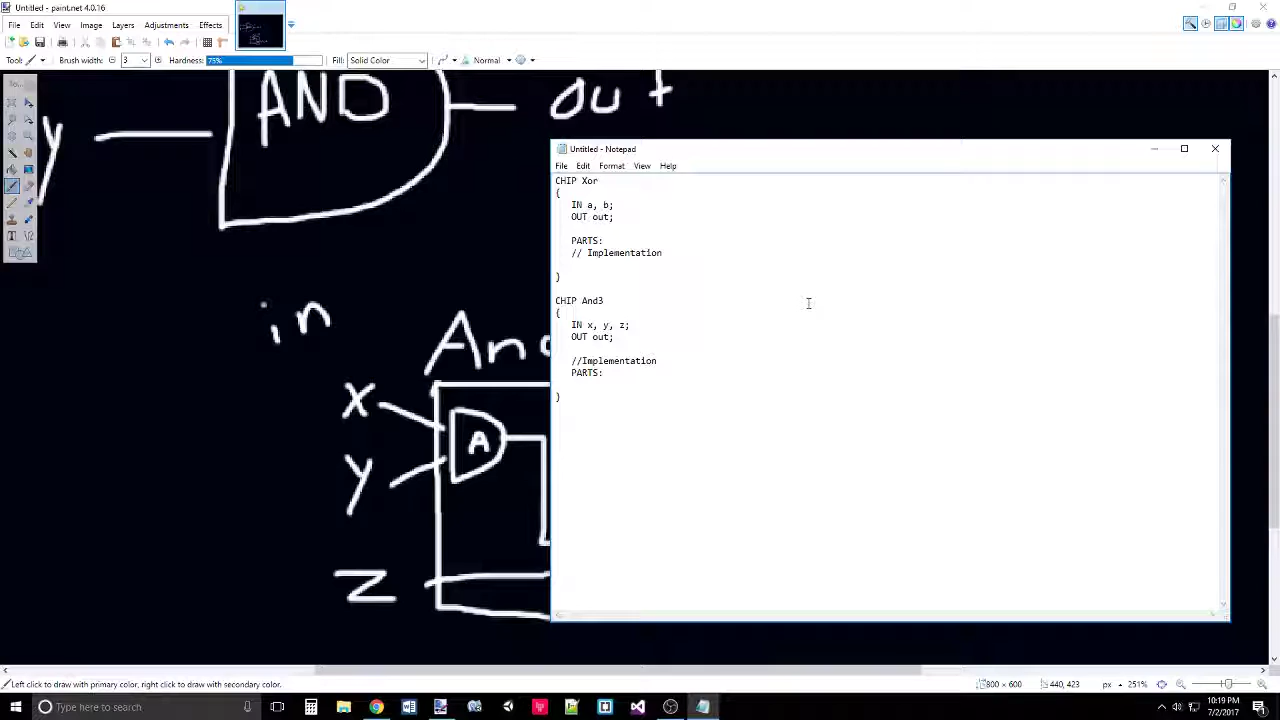 Untitled - paint.net 4.0.16
File Edit View Image Layers Adjustments Effects
Tool: Brush width: 3 Hardness: 75% Fill: Solid Color Normal
AND out
y
in
And
x
A
y
z
Untitled - Notepad
File Edit Format View Help
CHIP Xor
{
IN a, b;
OUT out;
PARTS:
// Implementation
}
CHIP And3
{
IN x, y, z;
OUT out;
//Implementation
PARTS:
}
Left click to draw with primary color, right click to draw with secondary color.
800 × 600
440, 423
px
251%
Type here to search
10:19 PM
7/2/2017